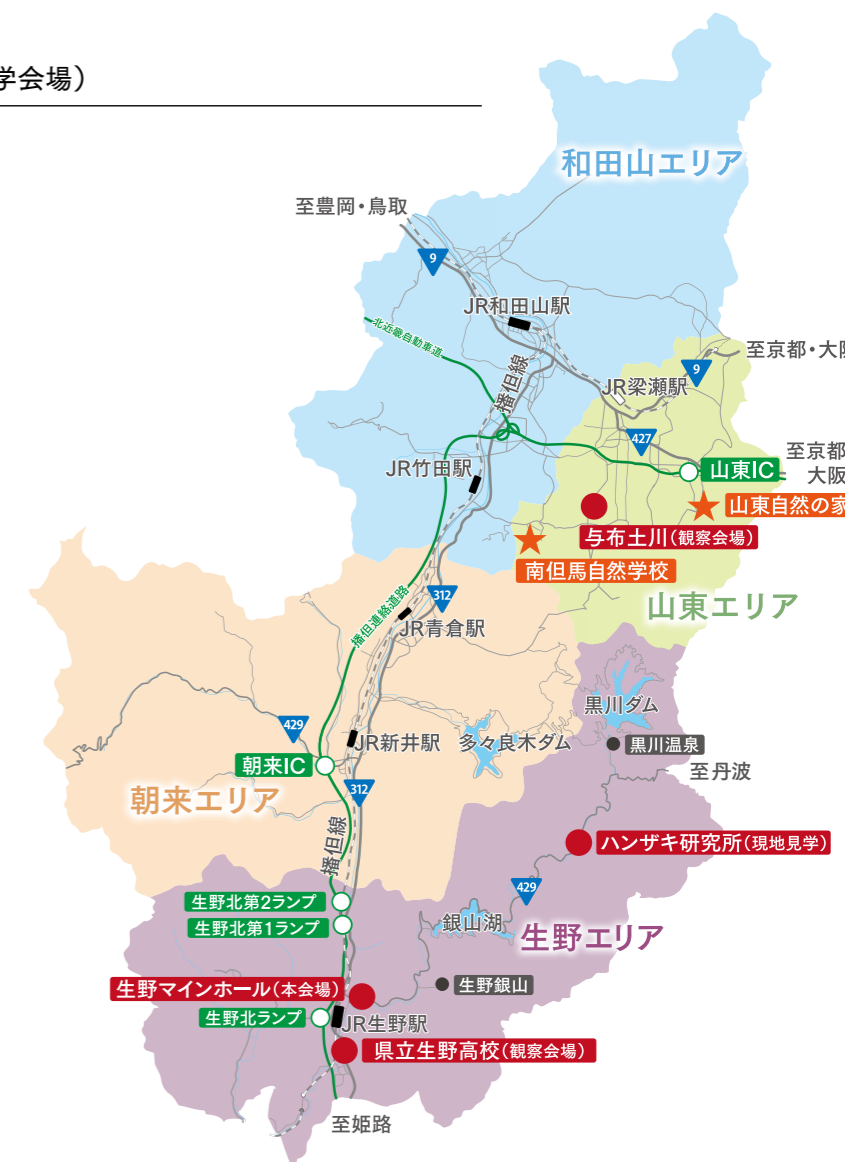 学会場）
和田山エリア
至豊岡・鳥取
9
JR和田山駅
北近畿自動車道
至京都・大阪
播但線
JR梁瀬駅
9
427
至京都
大阪
JR竹田駅
山東IC
山東自然の家
与布土川（観察会場）
南但馬自然学校
312
播但連絡道路
山東エリア
JR青倉駅
黒川ダム
429
JR新井駅
多々良木ダム
黒川温泉
朝来IC
至丹波
312
朝来エリア
播但線
ハンザキ研究所（現地見学）
429
生野北第2ランプ
銀山湖
生野北第1ランプ
生野エリア
生野銀山
生野マインホール（本会場）
生野北ランプ
JR生野駅
県立生野高校（観察会場）
至姫路